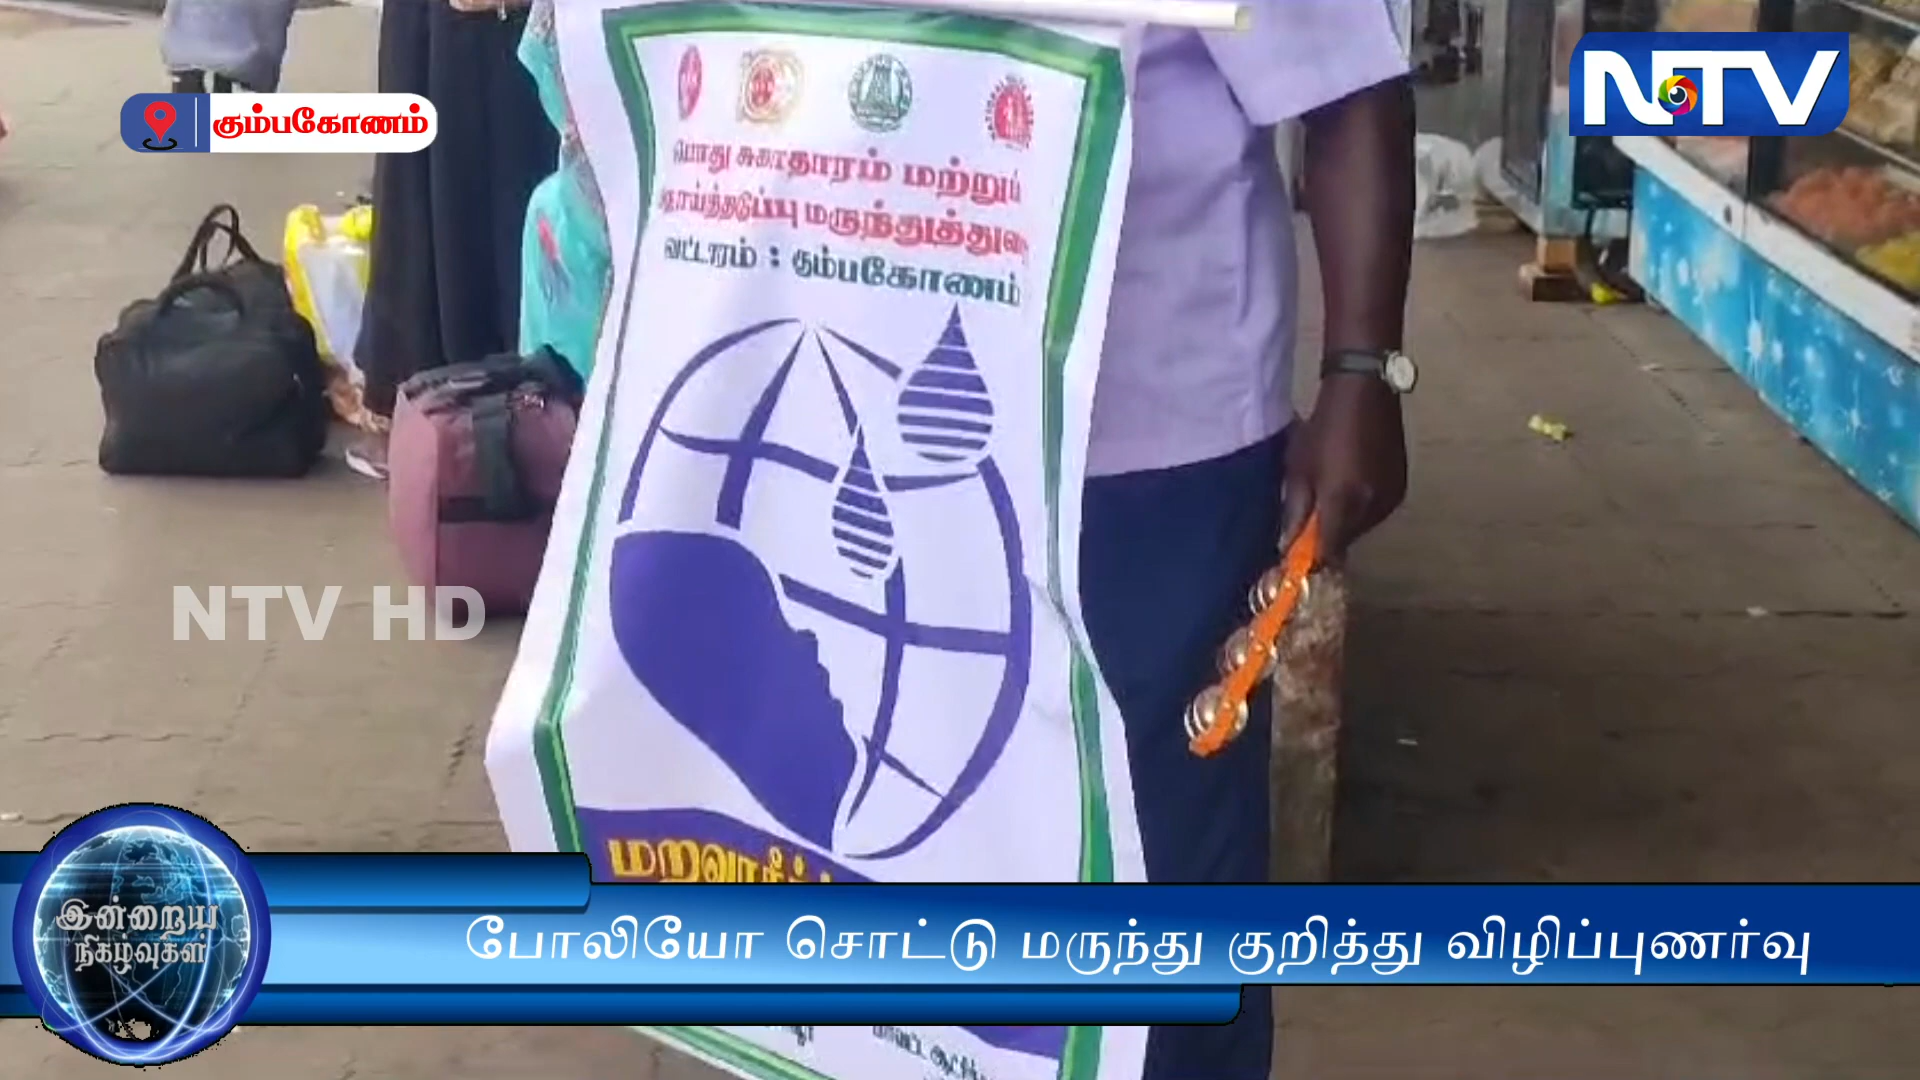 கும்பகோணம்
NTV
பொது சுகாதாரம் மற்றும்
நோய்த்தடுப்பு மருந்துத்துறை
வட்டாரம் : கும்பகோணம்
NTV HD
போலியோ சொட்டு மருந்து குறித்து விழிப்புணர்வு
இன்றைய
நிகழ்வுகள்